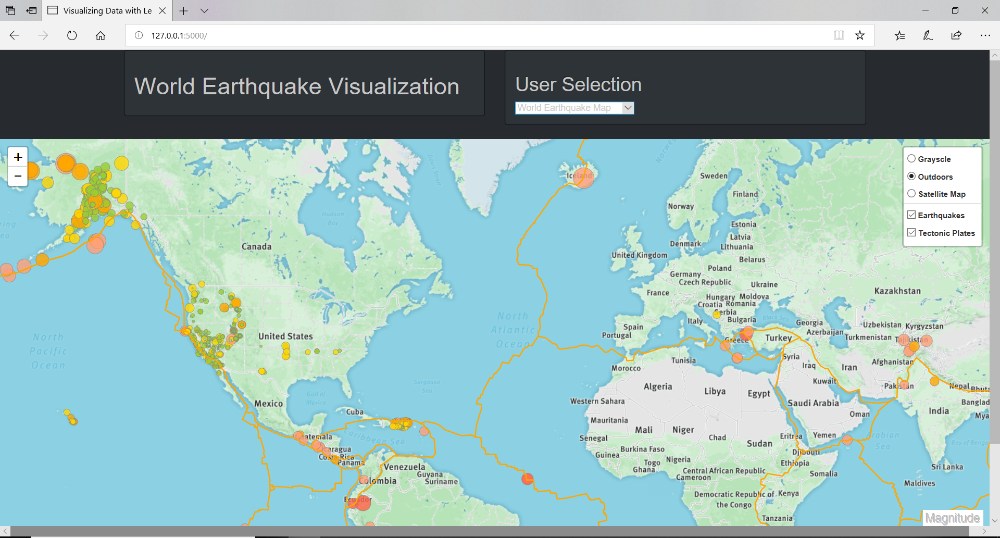 Visualizing Data with Le
127.0.0.1:5000/
World Earthquake Visualization
User Selection
World Earthquake Map
+
−
Grayscle
Outdoors
Satellite Map
Earthquakes
Tectonic Plates
Davis Strait
Iceland
Sweden
Finland
Norway
Hudson
Bay
Estonia
Latvia
Lithuania
Denmark
Canada
United Kingdom
Belarus
Poland
Germany
Czech Republic
Ukraine
Kazakhstan
France
Hungary
Moldova
Croatia
Romania
Serbia
Bulgaria
Black Sea
Italy
Georgia
Azerbaijan
Uzbekistan
Kyrgyzstan
North
Atlantic
Ocean
Spain
Portugal
Greece
Turkey
Turkmenistan
Tajikistan
United States
North
Pacific
Ocean
Tunisia
Syria
Afghanistan
Morocco
Iraq
Iran
Sargasso
Sea
Algeria
Libya
Egypt
Kuwait
Pakistan
Nepal
Bhuta
Gulf of
Mexico
Mexico
Western Sahara
Saudi Arabia
Banglad
Cuba
Oman
India
Mya
Mauritania
Mali
Niger
Chad
Sudan
Eritrea
Yemen
Arabian
Sea
Bay of Benga
Caribbean Sea
atemala
Senegal
caragua
Costa Rica
Panama
Burkina Faso
Guinea
Togo
Nigeria
Ghana
Djibouti
Ethiopia
Central African Republic
Cameroon
Somalia
Sri Lanka
Venezuela
Guyana
Suriname
Colombia
Maldives
Ecuador
Democratic Republic of
the Congo
Kenya
Tanzania
Magnitude